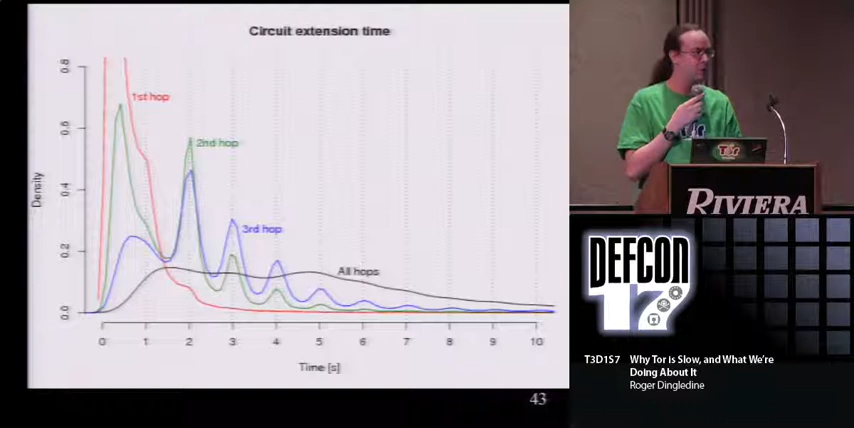 Circuit extension time
0.8
0.6
0.4
0.2
0.0
Density
1st hop
2nd hop
3rd hop
All hops
0 1 2 3 4 5 6 7 8 9 10
Time [s]
43
Tor
RIVIERA
DEFCON
17
T3D1S7 Why Tor is Slow, and What We're
Doing About It
Roger Dingledine